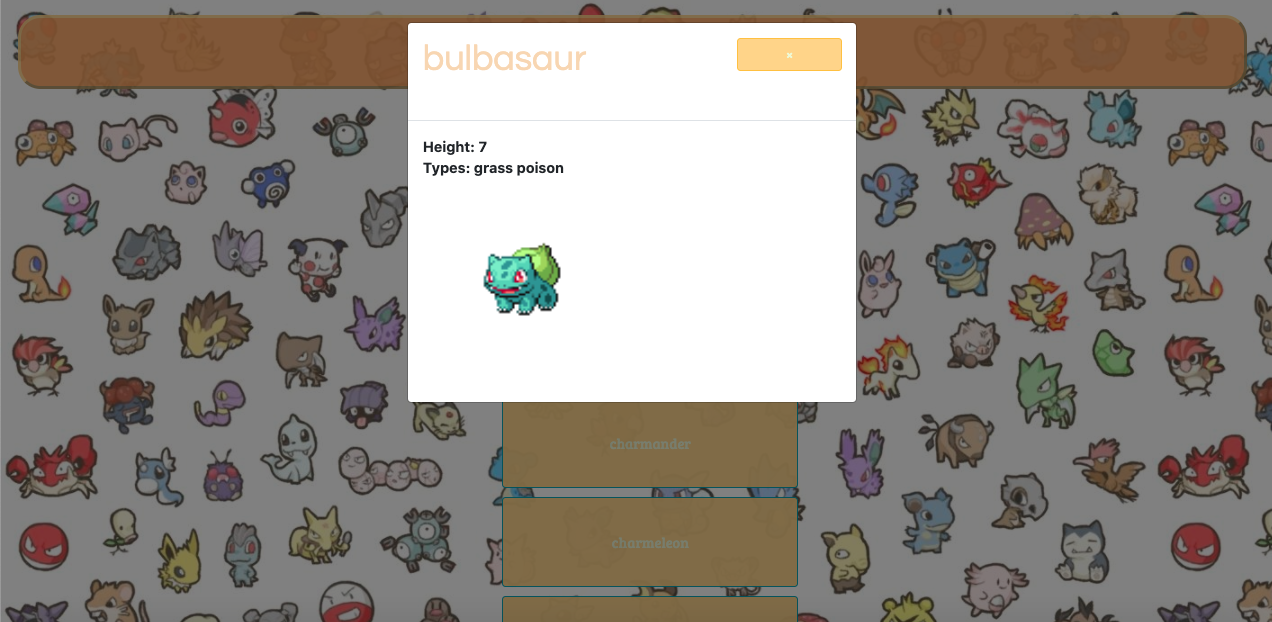 bulbasaur
×
Height: 7
Types: grass poison
charmander
charmeleon